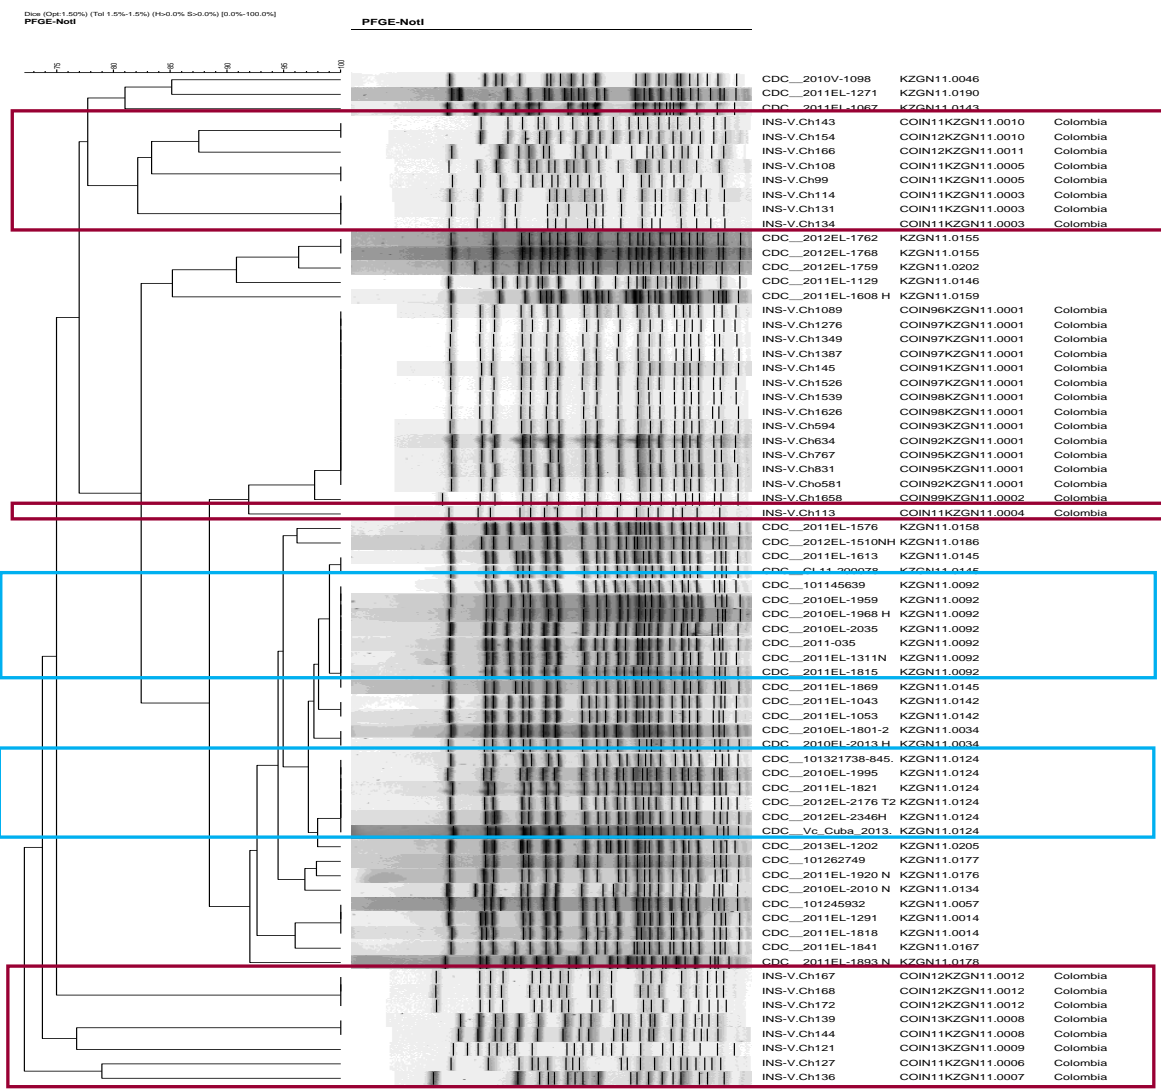 Dice (Opt:1.50%) (Tol 1.5%-1.5%) (H>0.0% S>0.0%) [0.0%-100.0%]
PFGE-NotI PFGE-NotI
75 80 85 90 95 100
CDC__2010V-1098 KZGN11.0046
CDC__2011EL-1271 KZGN11.0190
CDC__2011EL-1067 KZGN11.0143
INS-V.Ch143 COIN11KZGN11.0010 Colombia
INS-V.Ch154 COIN12KZGN11.0010 Colombia
INS-V.Ch166 COIN12KZGN11.0011 Colombia
INS-V.Ch108 COIN11KZGN11.0005 Colombia
INS-V.Ch99 COIN11KZGN11.0005 Colombia
INS-V.Ch114 COIN11KZGN11.0003 Colombia
INS-V.Ch131 COIN11KZGN11.0003 Colombia
INS-V.Ch134 COIN11KZGN11.0003 Colombia
CDC__2012EL-1762 KZGN11.0155
CDC__2012EL-1768 KZGN11.0155
CDC__2012EL-1759 KZGN11.0202
CDC__2011EL-1129 KZGN11.0146
CDC__2011EL-1608 H KZGN11.0159
INS-V.Ch1089 COIN96KZGN11.0001 Colombia
INS-V.Ch1276 COIN97KZGN11.0001 Colombia
INS-V.Ch1349 COIN97KZGN11.0001 Colombia
INS-V.Ch1387 COIN97KZGN11.0001 Colombia
INS-V.Ch145 COIN91KZGN11.0001 Colombia
INS-V.Ch1526 COIN97KZGN11.0001 Colombia
INS-V.Ch1539 COIN98KZGN11.0001 Colombia
INS-V.Ch1626 COIN98KZGN11.0001 Colombia
INS-V.Ch594 COIN93KZGN11.0001 Colombia
INS-V.Ch634 COIN92KZGN11.0001 Colombia
INS-V.Ch767 COIN95KZGN11.0001 Colombia
INS-V.Ch831 COIN95KZGN11.0001 Colombia
INS-V.Cho581 COIN92KZGN11.0001 Colombia
INS-V.Ch1658 COIN99KZGN11.0002 Colombia
INS-V.Ch113 COIN11KZGN11.0004 Colombia
CDC__2011EL-1576 KZGN11.0158
CDC__2012EL-1510NH KZGN11.0186
CDC__2011EL-1613 KZGN11.0145
CDC__CL11-200078 KZGN11.0145
CDC__101145639 KZGN11.0092
CDC__2010EL-1959 KZGN11.0092
CDC__2010EL-1968 H KZGN11.0092
CDC__2010EL-2035 KZGN11.0092
CDC__2011-035 KZGN11.0092
CDC__2011EL-1311N KZGN11.0092
CDC__2011EL-1815 KZGN11.0092
CDC__2011EL-1869 KZGN11.0145
CDC__2011EL-1043 KZGN11.0142
CDC__2011EL-1053 KZGN11.0142
CDC__2010EL-1801-2 KZGN11.0034
CDC__2010EL-2013 H KZGN11.0034
CDC__101321738-845. KZGN11.0124
CDC__2010EL-1995 KZGN11.0124
CDC__2011EL-1821 KZGN11.0124
CDC__2012EL-2176 T2 KZGN11.0124
CDC__2012EL-2346H KZGN11.0124
CDC__Vc_Cuba_2013. KZGN11.0124
CDC__2013EL-1202 KZGN11.0205
CDC__101262749 KZGN11.0177
CDC__2011EL-1920 N KZGN11.0176
CDC__2010EL-2010 N KZGN11.0134
CDC__101245932 KZGN11.0057
CDC__2011EL-1291 KZGN11.0014
CDC__2011EL-1818 KZGN11.0014
CDC__2011EL-1841 KZGN11.0167
CDC__2011EL-1893 N KZGN11.0178
INS-V.Ch167 COIN12KZGN11.0012 Colombia
INS-V.Ch168 COIN12KZGN11.0012 Colombia
INS-V.Ch172 COIN12KZGN11.0012 Colombia
INS-V.Ch139 COIN13KZGN11.0008 Colombia
INS-V.Ch144 COIN11KZGN11.0008 Colombia
INS-V.Ch121 COIN13KZGN11.0009 Colombia
INS-V.Ch127 COIN11KZGN11.0006 Colombia
INS-V.Ch136 COIN11KZGN11.0007 Colombia